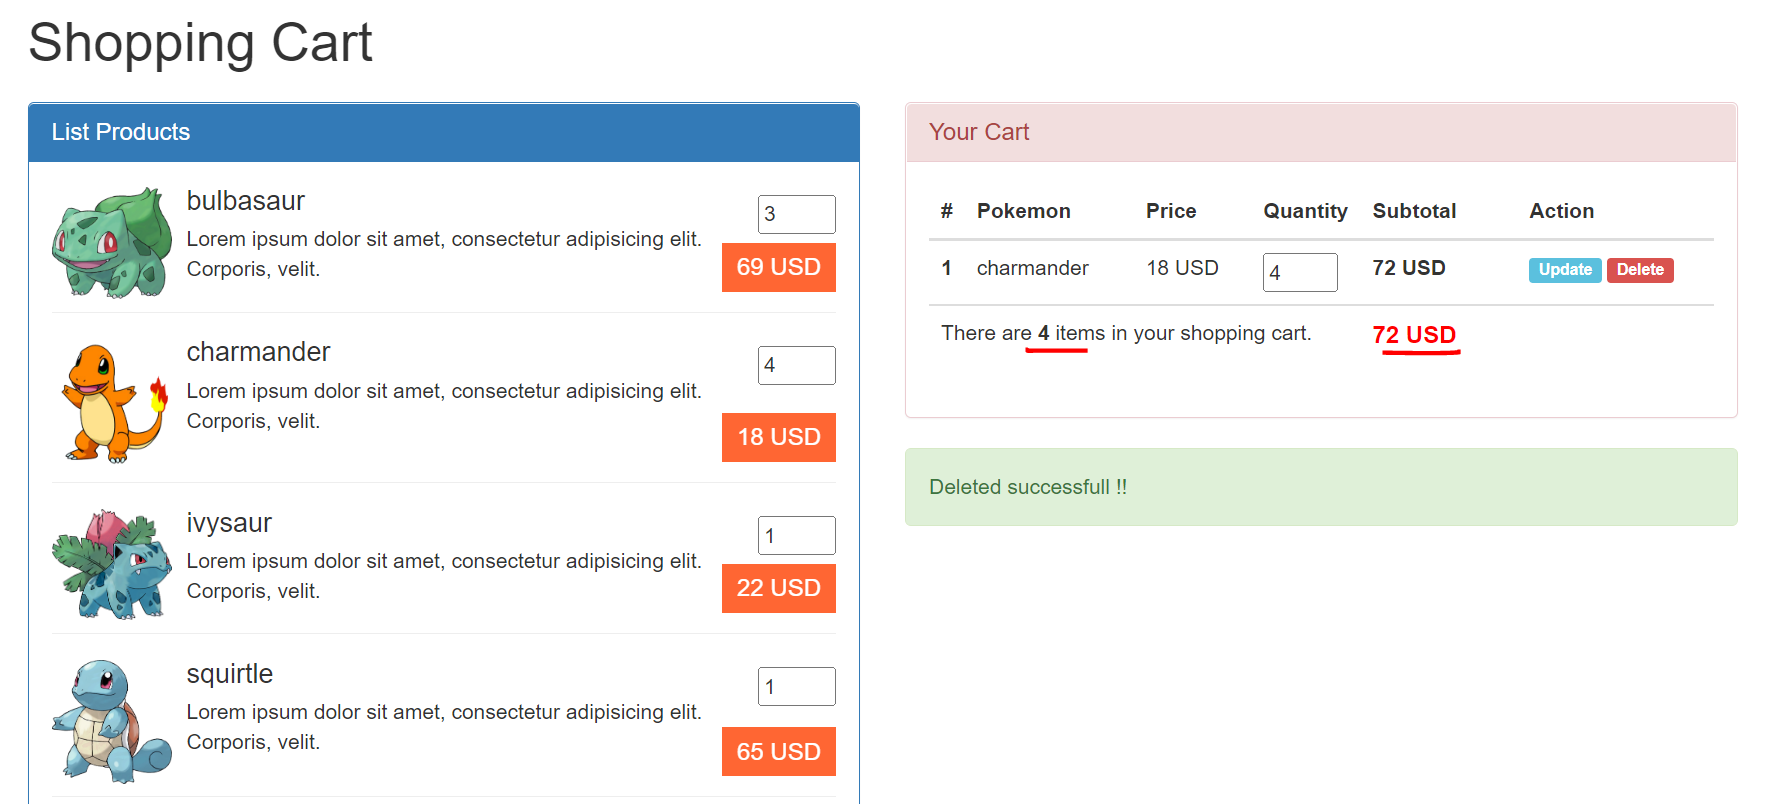 Shopping Cart
List Products
bulbasaur
3
Lorem ipsum dolor sit amet, consectetur adipisicing elit.
Corporis, velit.
69 USD
charmander
4
Lorem ipsum dolor sit amet, consectetur adipisicing elit.
Corporis, velit.
18 USD
ivysaur
1
Lorem ipsum dolor sit amet, consectetur adipisicing elit.
Corporis, velit.
22 USD
squirtle
1
Lorem ipsum dolor sit amet, consectetur adipisicing elit.
Corporis, velit.
65 USD
Your Cart
# Pokemon Price Quantity Subtotal Action
1 charmander 18 USD 4 72 USD Update Delete
There are 4 items in your shopping cart. 72 USD
Deleted successfull !!